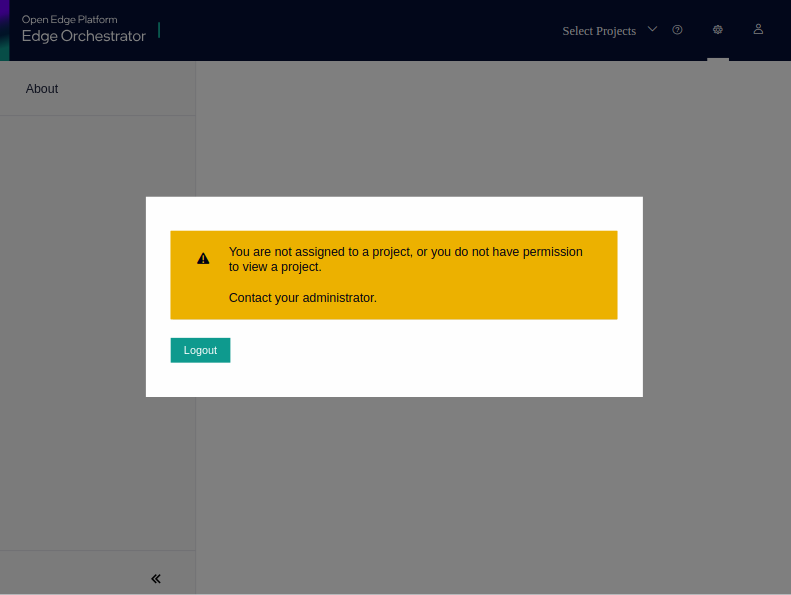 Open Edge Platform
Edge Orchestrator
Select Projects
About
You are not assigned to a project, or you do not have permission
to view a project.
Contact your administrator.
Logout